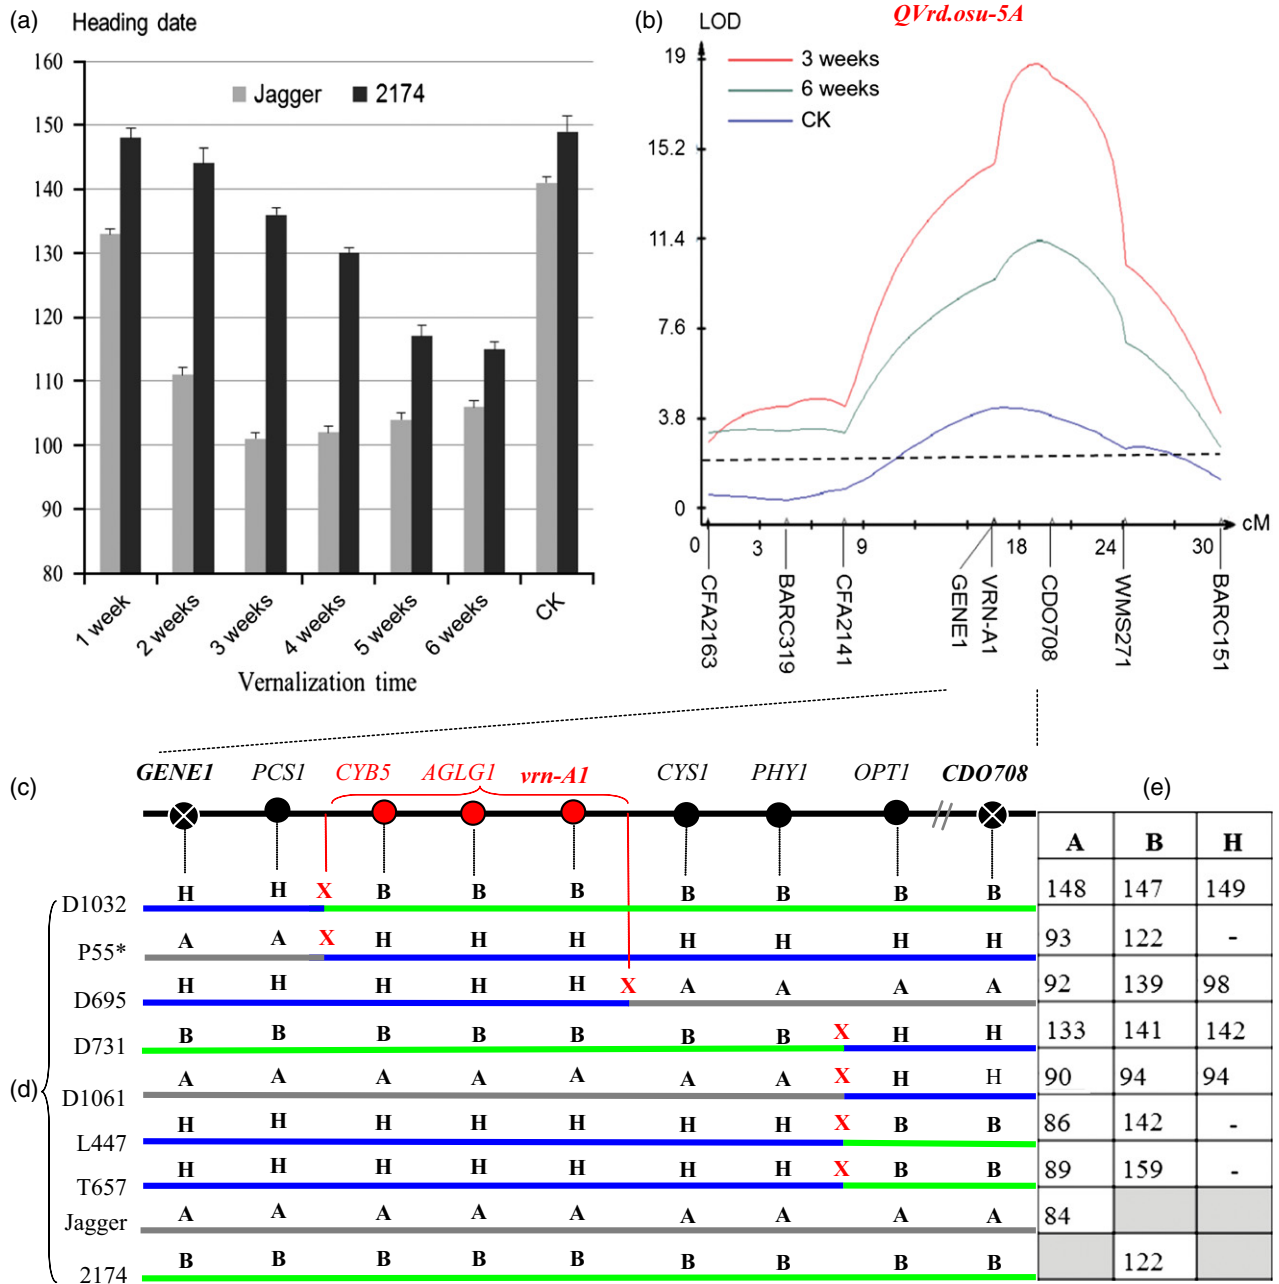 (a) Heading date
160
150
140
130
120
110
100
90
80
Jagger 2174
1 week 2 weeks 3 weeks 4 weeks 5 weeks 6 weeks CK
Vernalization time
(b) LOD QVrd.osu-5A
19
15.2
11.4
7.6
3.8
0
3 weeks
6 weeks
CK
0 3 9 18 24 30 cM
CFA2163 BARC319 CFA2141 GENE1 VRN-A1 CDO708 WMS271 BARC151
(c) GENE1 PCS1 CYB5 AGLG1 vrn-A1 CYS1 PHY1 OPT1 CDO708
(e)
A B H
(d)
D1032 H H X B B B B B B B 148 147 149
P55* A A X H H H H H H H 93 122 -
D695 H H H H H X A A A A 92 139 98
D731 B B B B B B B X H H 133 141 142
D1061 A A A A A A A X H H 90 94 94
L447 H H H H H H H X B B 86 142 -
T657 H H H H H H H X B B 89 159 -
Jagger A A A A A A A A A 84
2174 B B B B B B B B B 122